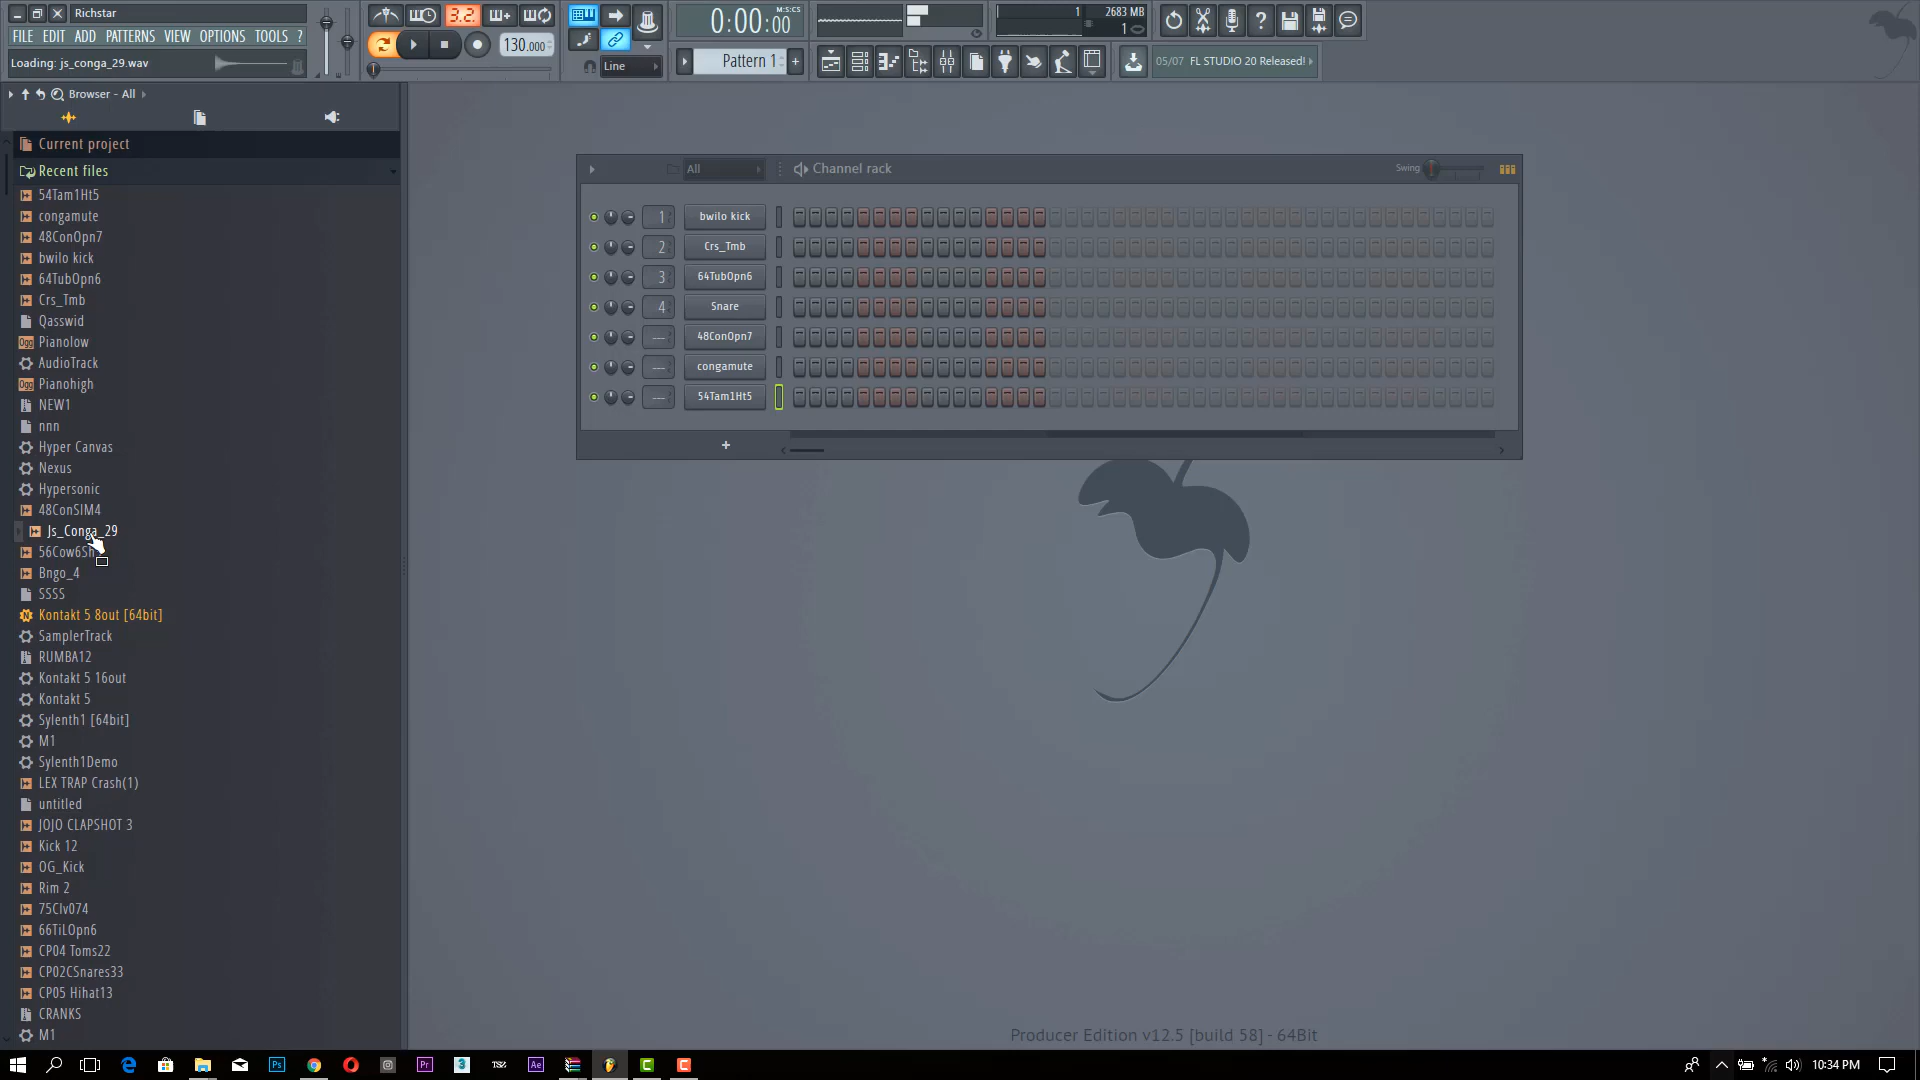 Richstar
FILE EDIT ADD PATTERNS VIEW OPTIONS TOOLS ?
Loading: js_conga_29.wav
3.2.
130.000
Line
0:00:00
M:S:CS
Pattern 1
1
2683 MB
1
05/07 FL STUDIO 20 Released!
Browser - All
Current project
Recent files
54Tam1Ht5
congamute
48ConOpn7
bwilo kick
64TubOpn6
Crs_Tmb
Qasswid
Pianolow
AudioTrack
Pianohigh
NEW1
nnn
Hyper Canvas
Nexus
Hypersonic
48ConSIM4
Js_Conga_29
56Cow6Sh
Bngo_4
SSSS
Kontakt 5 8out [64bit]
SamplerTrack
RUMBA12
Kontakt 5 16out
Kontakt 5
Sylenth1 [64bit]
M1
Sylenth1Demo
LEX TRAP Crash(1)
untitled
JOJO CLAPSHOT 3
Kick 12
OG_Kick
Rim 2
75Clv074
66TiLOpn6
CP04 Toms22
CP02CSnares33
CP05 Hihat13
CRANKS
M1
All
Channel rack
Swing
1 bwilo kick
2 Crs_Tmb
3 64TubOpn6
4 Snare
--- 48ConOpn7
--- congamute
--- 54Tam1Ht5
+
Producer Edition v12.5 [build 58] - 64Bit
10:34 PM